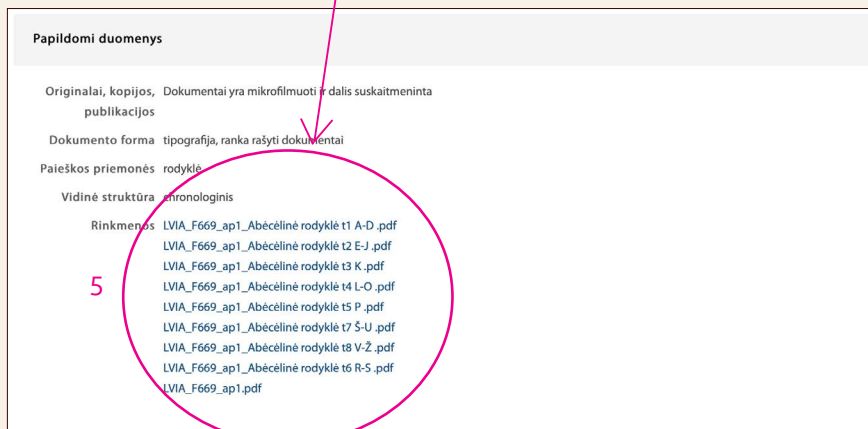 Papildomi duomenys
Originalai, kopijos, publikacijos Dokumentai yra mikrofilmuoti ir dalis suskaitmeninta
Dokumento forma tipografija, ranka rašyti dokumentai
Paieškos priemonės rodyklė
Vidinė struktūra chronologinis
Rinkmenos LVIA_F669_ap1_Abėcėlinė rodyklė t1 A-D .pdf
LVIA_F669_ap1_Abėcėlinė rodyklė t2 E-J .pdf
LVIA_F669_ap1_Abėcėlinė rodyklė t3 K .pdf
5 LVIA_F669_ap1_Abėcėlinė rodyklė t4 L-O .pdf
LVIA_F669_ap1_Abėcėlinė rodyklė t5 P .pdf
LVIA_F669_ap1_Abėcėlinė rodyklė t7 Š-U .pdf
LVIA_F669_ap1_Abėcėlinė rodyklė t8 V-Ž .pdf
LVIA_F669_ap1_Abėcėlinė rodyklė t6 R-S .pdf
LVIA_F669_ap1.pdf